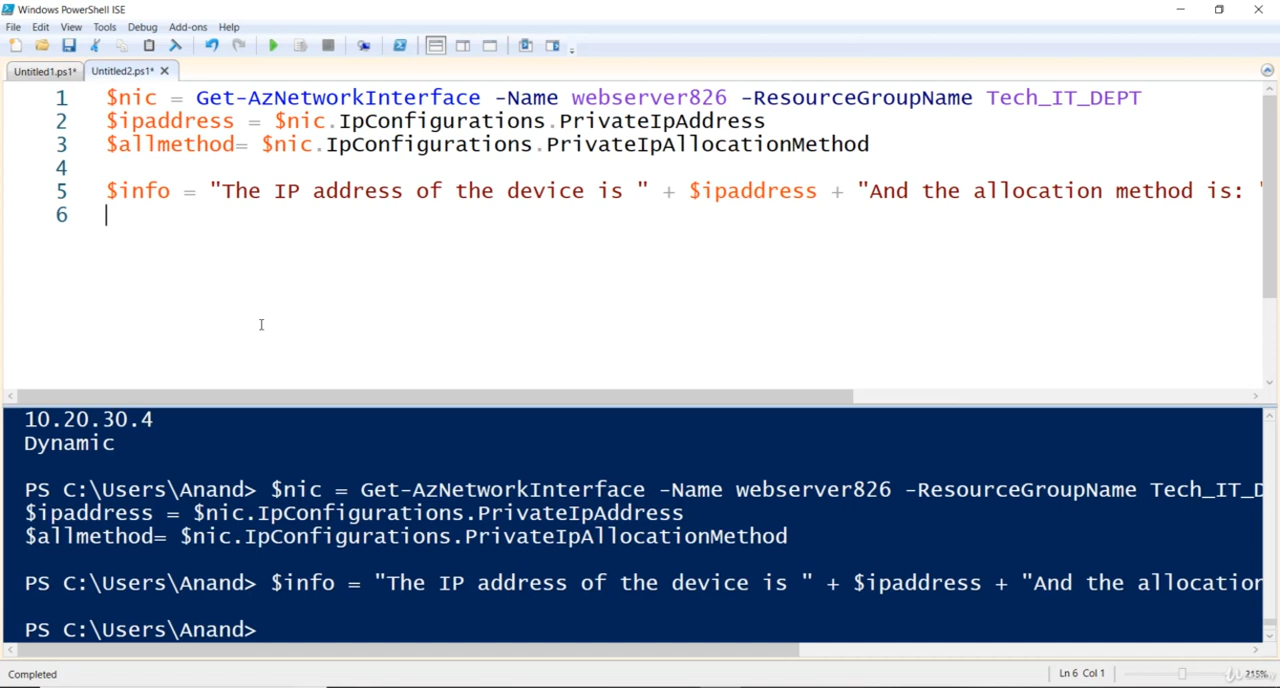 Windows PowerShell ISE
File Edit View Tools Debug Add-ons Help
Untitled1.ps1* Untitled2.ps1* X
1 $nic = Get-AzNetworkInterface -Name webserver826 -ResourceGroupName Tech_IT_DEPT
2 $ipaddress = $nic.IpConfigurations.PrivateIpAddress
3 $allmethod= $nic.IpConfigurations.PrivateIpAllocationMethod
4
5 $info = "The IP address of the device is " + $ipaddress + "And the allocation method is: "
6
10.20.30.4
Dynamic
PS C:\Users\Anand> $nic = Get-AzNetworkInterface -Name webserver826 -ResourceGroupName Tech_IT_D
$ipaddress = $nic.IpConfigurations.PrivateIpAddress
$allmethod= $nic.IpConfigurations.PrivateIpAllocationMethod
PS C:\Users\Anand> $info = "The IP address of the device is " + $ipaddress + "And the allocation
PS C:\Users\Anand>
Completed
Ln 6 Col 1
215%